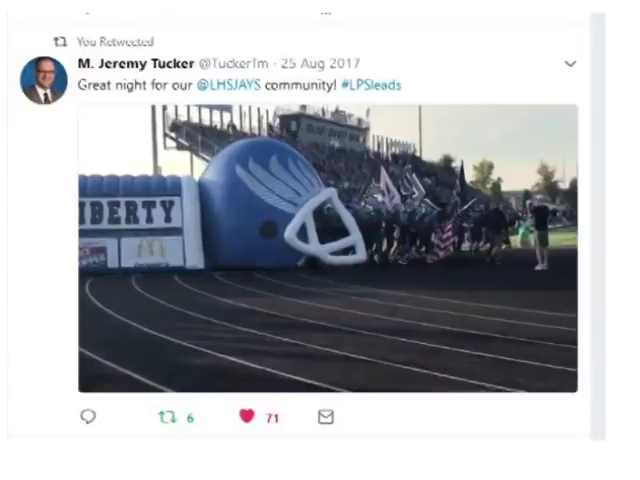 You Retweeted
M. Jeremy Tucker @TuckerTm · 25 Aug 2017
Great night for our @LHSJAYS community! #LPSleads
IBERTY
6
71